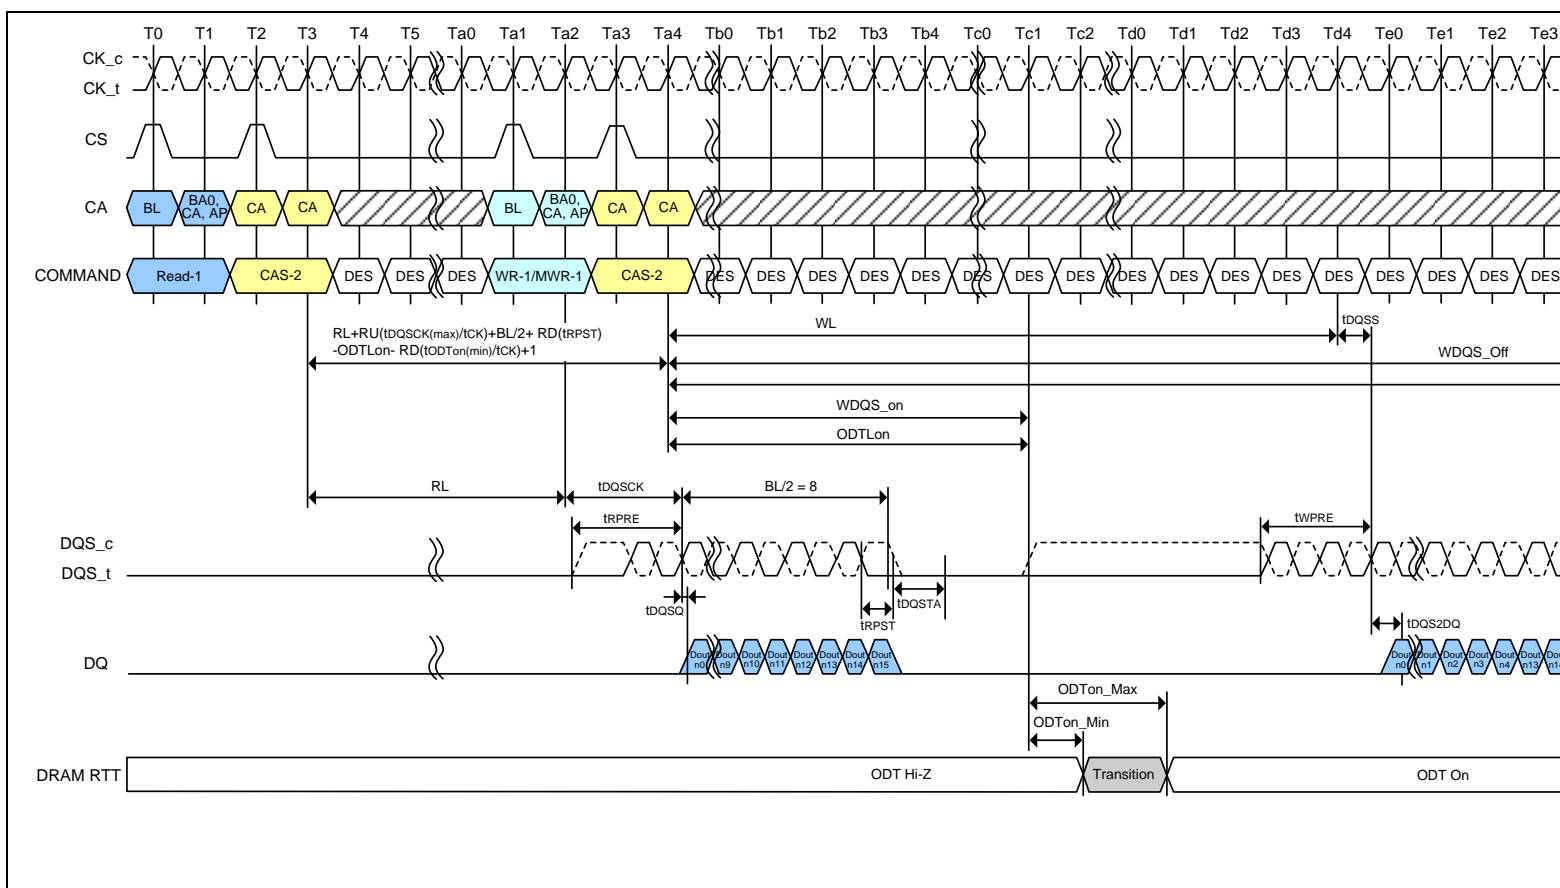 T0 T1 T2 T3 T4 T5 Ta0 Ta1 Ta2 Ta3 Ta4 Tb0 Tb1 Tb2 Tb3 Tb4 Tc0 Tc1 Tc2 Td0 Td1 Td2 Td3 Td4 Te0 Te1 Te2 Te3
CK_c
CK_t
CS
CA BL BA0, CA, AP CA CA BL BA0, CA, AP CA CA
COMMAND Read-1 CAS-2 DES DES DES WR-1/MWR-1 CAS-2 DES DES DES DES DES DES DES DES DES DES DES DES DES DES DES DES DES
RL+RU(tDQSCK(max)/tCK)+BL/2+ RD(tRPST)
-ODTLon- RD(tODTon(min)/tCK)+1
WL tDQSS
WDQS_Off
WDQS_on
ODTLon
RL tDQSCK BL/2 = 8
tRPRE tWPRE
DQS_c
DQS_t
tDQSQ tDQSTA
tRPST tDQS2DQ
DQ Dout n0 Dout n9 Dout n10 Dout n11 Dout n12 Dout n13 Dout n14 Dout n15 Dout n0 Dout n1 Dout n2 Dout n3 Dout n4 Dout n13
ODTon_Max
ODTon_Min
DRAM RTT ODT Hi-Z Transition ODT On